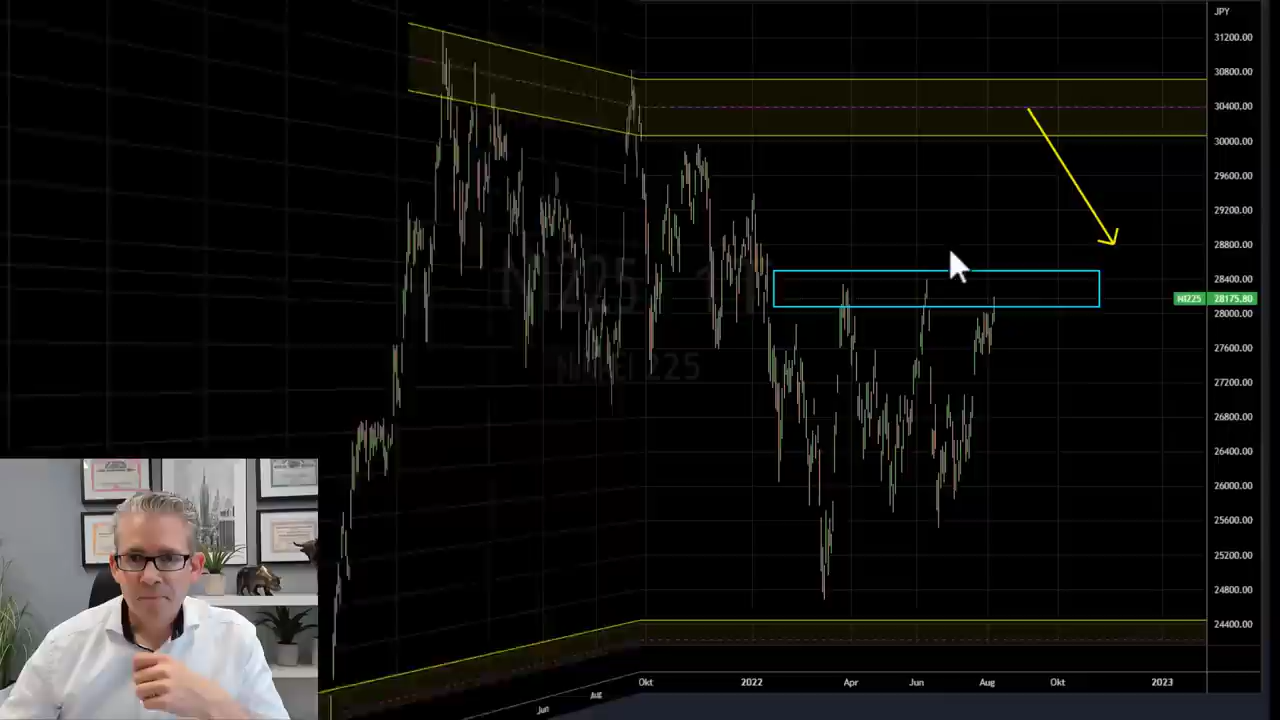 JPY
31200.00
30800.00
30400.00
30000.00
29600.00
29200.00
28800.00
28400.00
NI225 28175.80
28000.00
27600.00
27200.00
26800.00
26400.00
26000.00
25600.00
25200.00
24800.00
24400.00
NI225
225
Jun
AUG
Okt
2022
Apr
Jun
Aug
Okt
2023